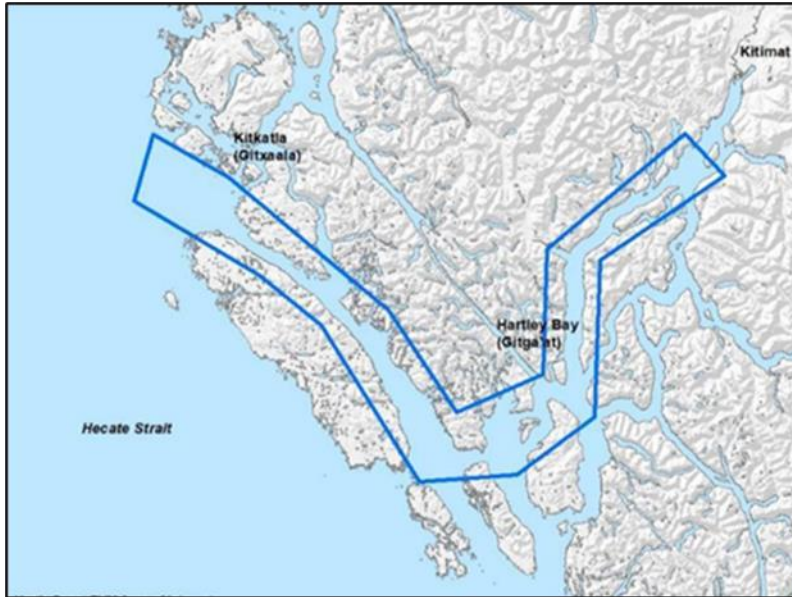 Kitimat
Kitkatla
(Gitxaala)
Hartley Bay
(Gitga'at)
Hecate Strait